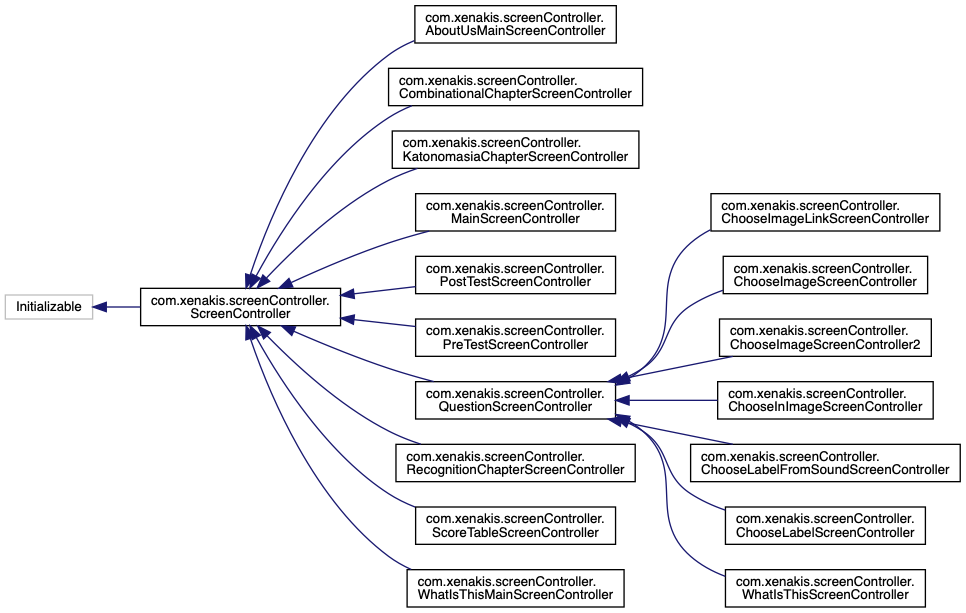 Initializable
com.xenakis.screenController.
ScreenController
com.xenakis.screenController.
AboutUsMainScreenController
com.xenakis.screenController.
CombinationalChapterScreenController
com.xenakis.screenController.
KatonomasiaChapterScreenController
com.xenakis.screenController.
MainScreenController
com.xenakis.screenController.
PostTestScreenController
com.xenakis.screenController.
PreTestScreenController
com.xenakis.screenController.
QuestionScreenController
com.xenakis.screenController.
RecognitionChapterScreenController
com.xenakis.screenController.
ScoreTableScreenController
com.xenakis.screenController.
WhatIsThisMainScreenController
com.xenakis.screenController.
ChooseImageLinkScreenController
com.xenakis.screenController.
ChooseImageScreenController
com.xenakis.screenController.
ChooseImageScreenController2
com.xenakis.screenController.
ChooseInImageScreenController
com.xenakis.screenController.
ChooseLabelFromSoundScreenController
com.xenakis.screenController.
ChooseLabelScreenController
com.xenakis.screenController.
WhatIsThisScreenController